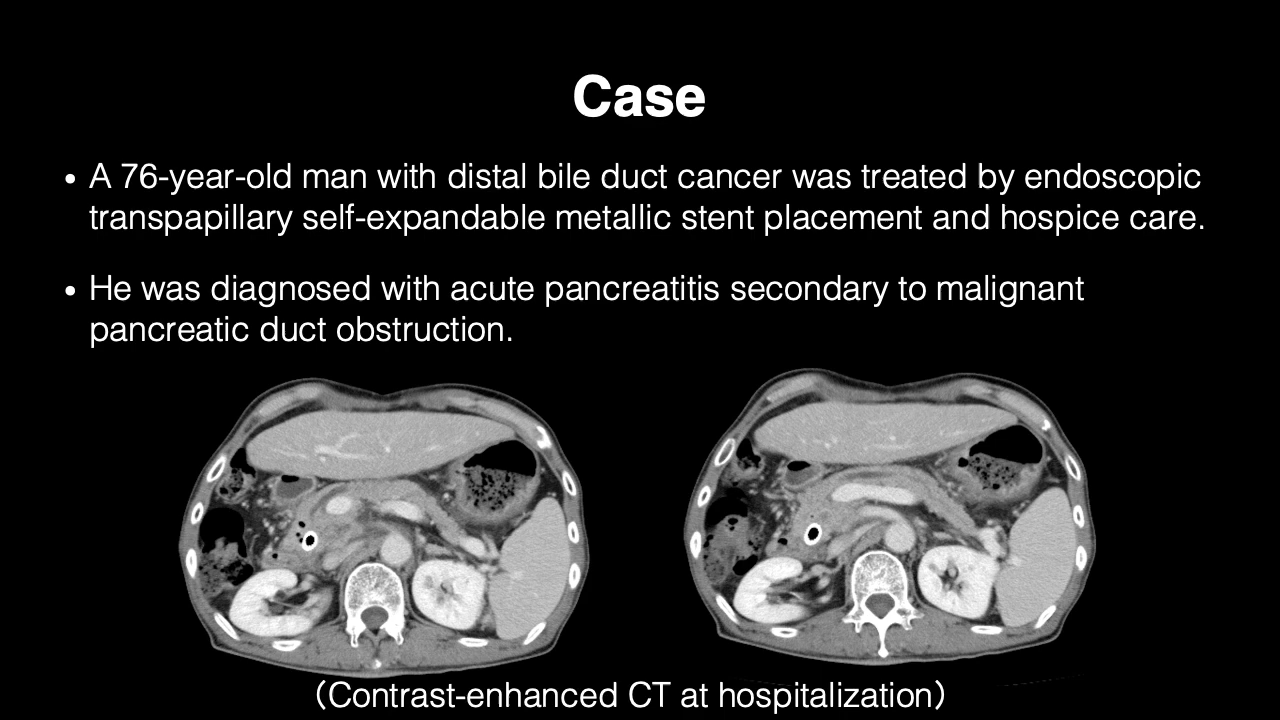 Case
• A 76-year-old man with distal bile duct cancer was treated by endoscopic
transpapillary self-expandable metallic stent placement and hospice care.
• He was diagnosed with acute pancreatitis secondary to malignant
pancreatic duct obstruction.
(Contrast-enhanced CT at hospitalization)